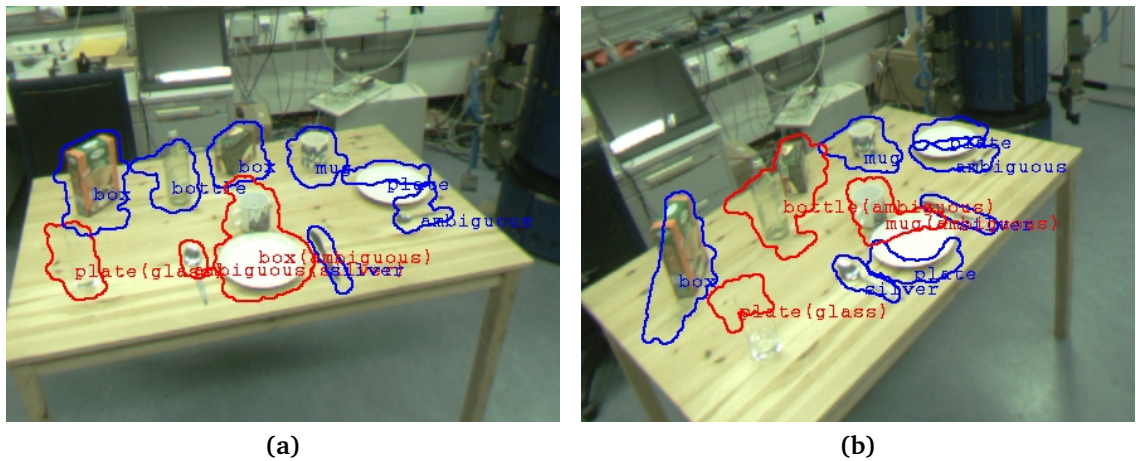 box
bottle
box
mug
plate
ambiguous
box(ambiguous)
plate(glass)
silver
mug
plate
ambiguous
bottle(ambiguous)
mug(ambiguous)
silver
box
plate
silver
plate(glass)
(a)
(b)